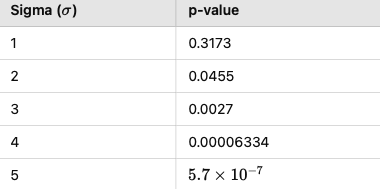 Sigma (σ) p-value
1 0.3173
2 0.0455
3 0.0027
4 0.00006334
5 5.7 × 10⁻⁷